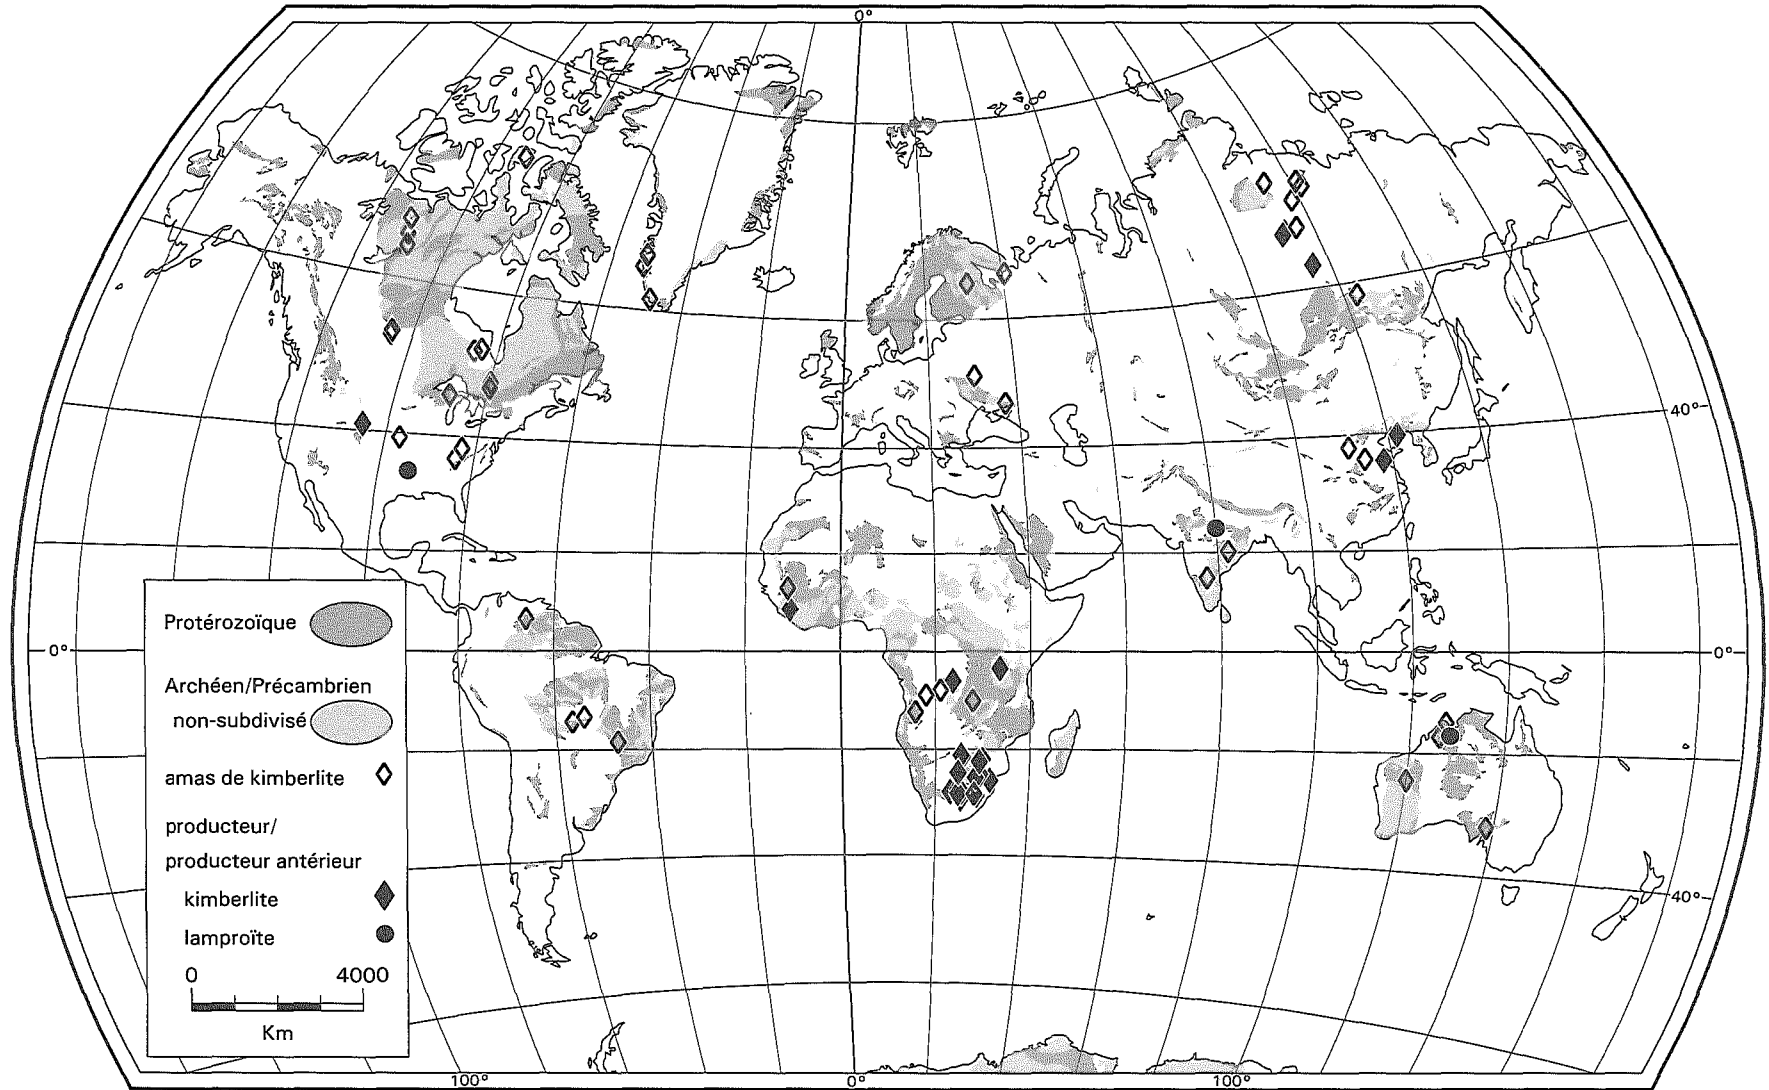 0°
40°
0°
0°
40°
Protérozoïque
Archéen/Précambrien
non-subdivisé
amas de kimberlite
producteur/
producteur antérieur
kimberlite
lamproïte
0 4000
Km
100° 0° 100°